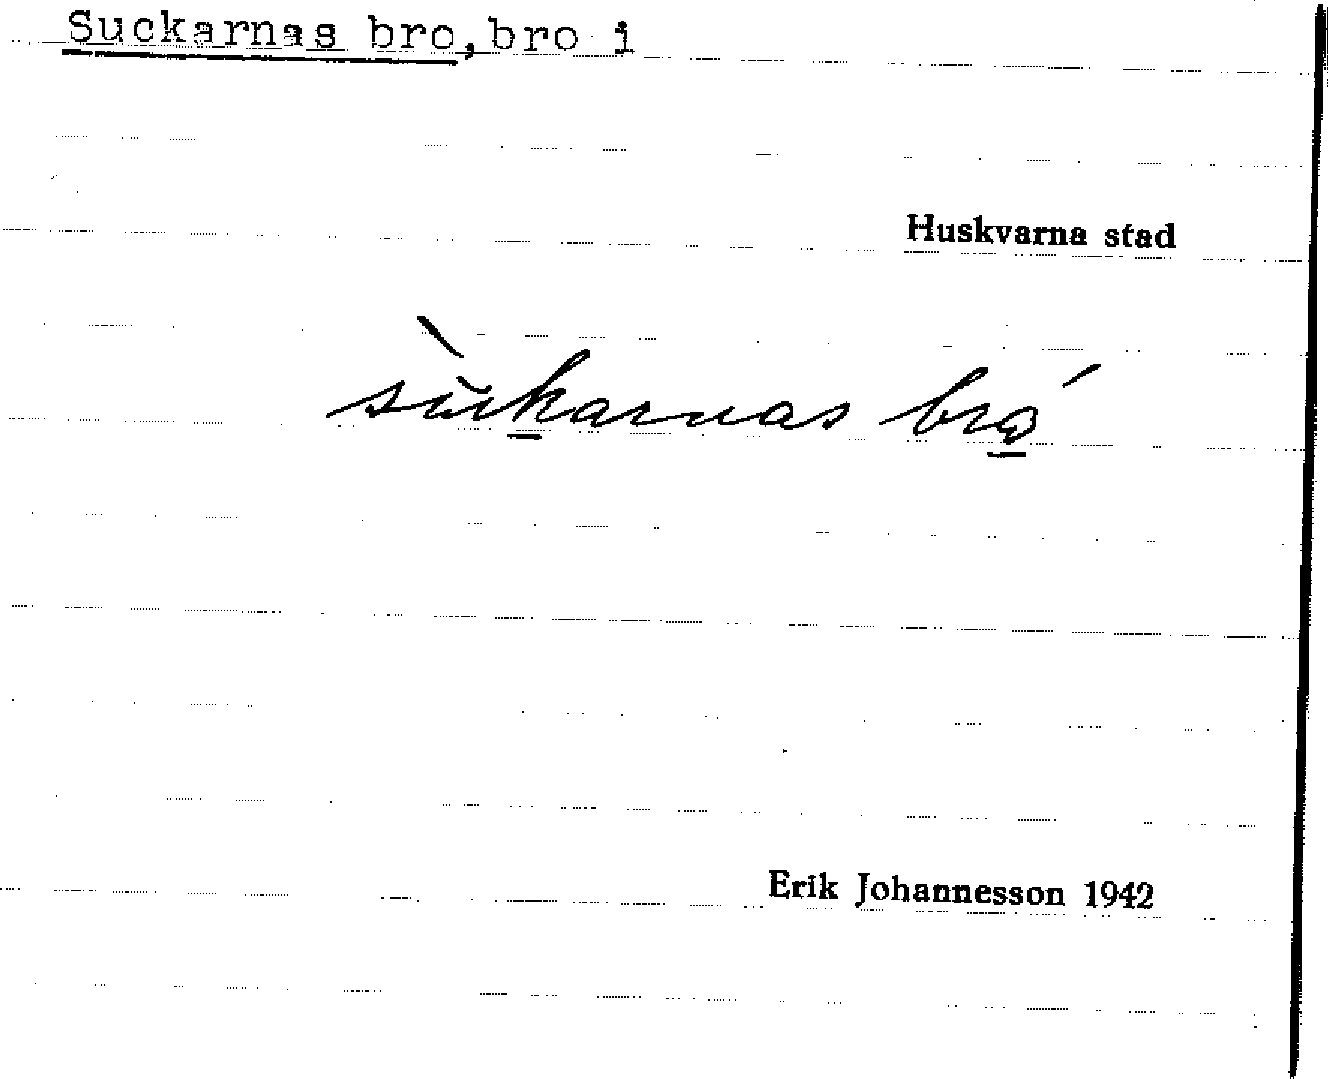 Suckarnas bro, bro i
Huskvarna stad
sùkarnas bró
Erik Johannesson 1942